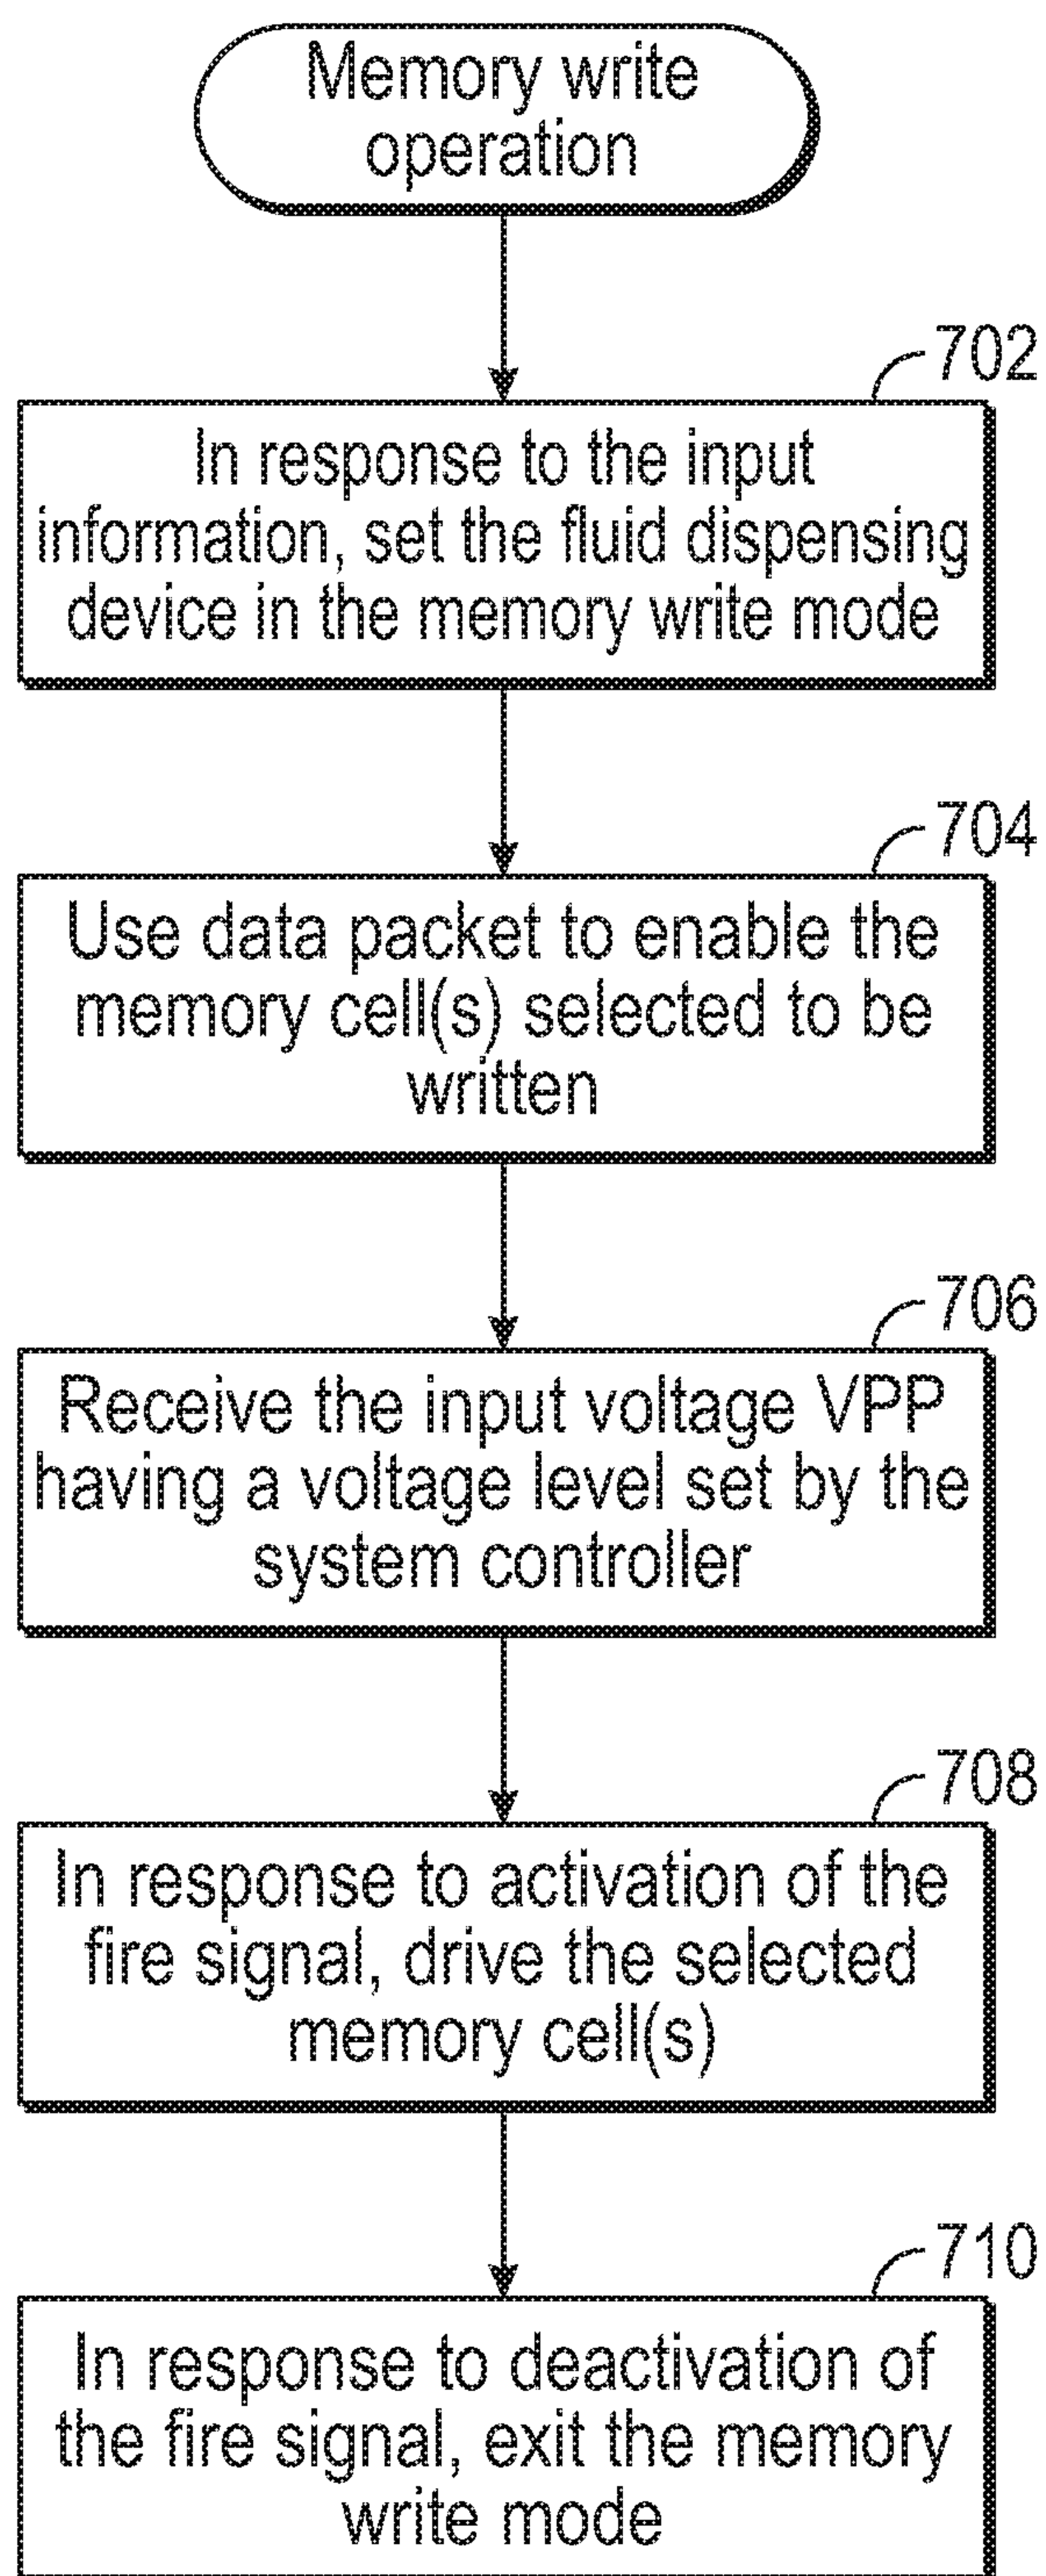 Memory write
operation
702
In response to the input
information, set the fluid dispensing
device in the memory write mode
704
Use data packet to enable the
memory cell(s) selected to be
written
706
Receive the input voltage VPP
having a voltage level set by the
system controller
708
In response to activation of the
fire signal, drive the selected
memory cell(s)
710
In response to deactivation of
the fire signal, exit the memory
write mode